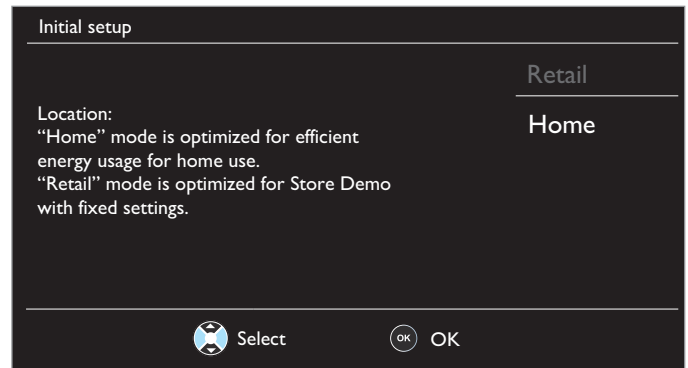 Initial setup
Retail
Home
Location:
“Home” mode is optimized for efficient
energy usage for home use.
“Retail” mode is optimized for Store Demo
with fixed settings.
Select
OK OK